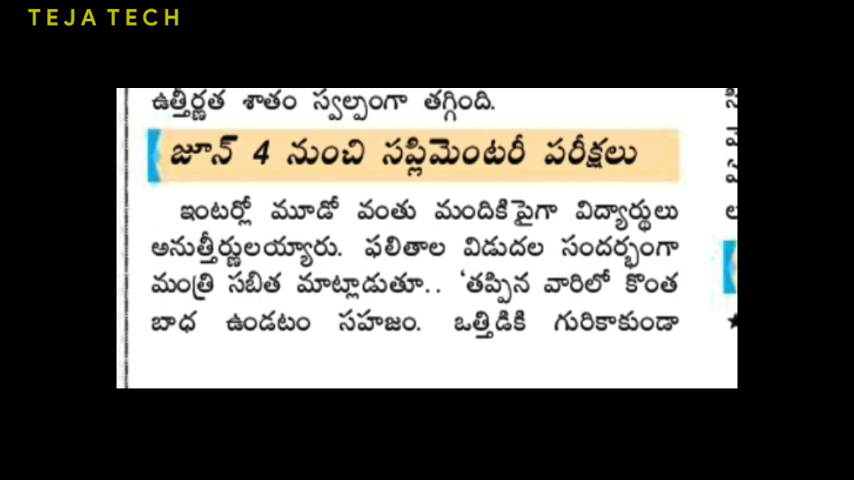 TEJA TECH
ఉత్తీర్ణత శాతం స్వల్పంగా తగ్గింది.
జూన్ 4 నుంచి సప్లిమెంటరీ పరీక్షలు
ఇంటర్లో మూడో వంతు మందికిపైగా విద్యార్థులు
అనుత్తీర్ణులయ్యారు. ఫలితాల విడుదల సందర్భంగా
మంత్రి సబిత మాట్లాడుతూ.. ‘తప్పిన వారిలో కొంత
బాధ ఉండటం సహజం. ఒత్తిడికి గురికాకుండా